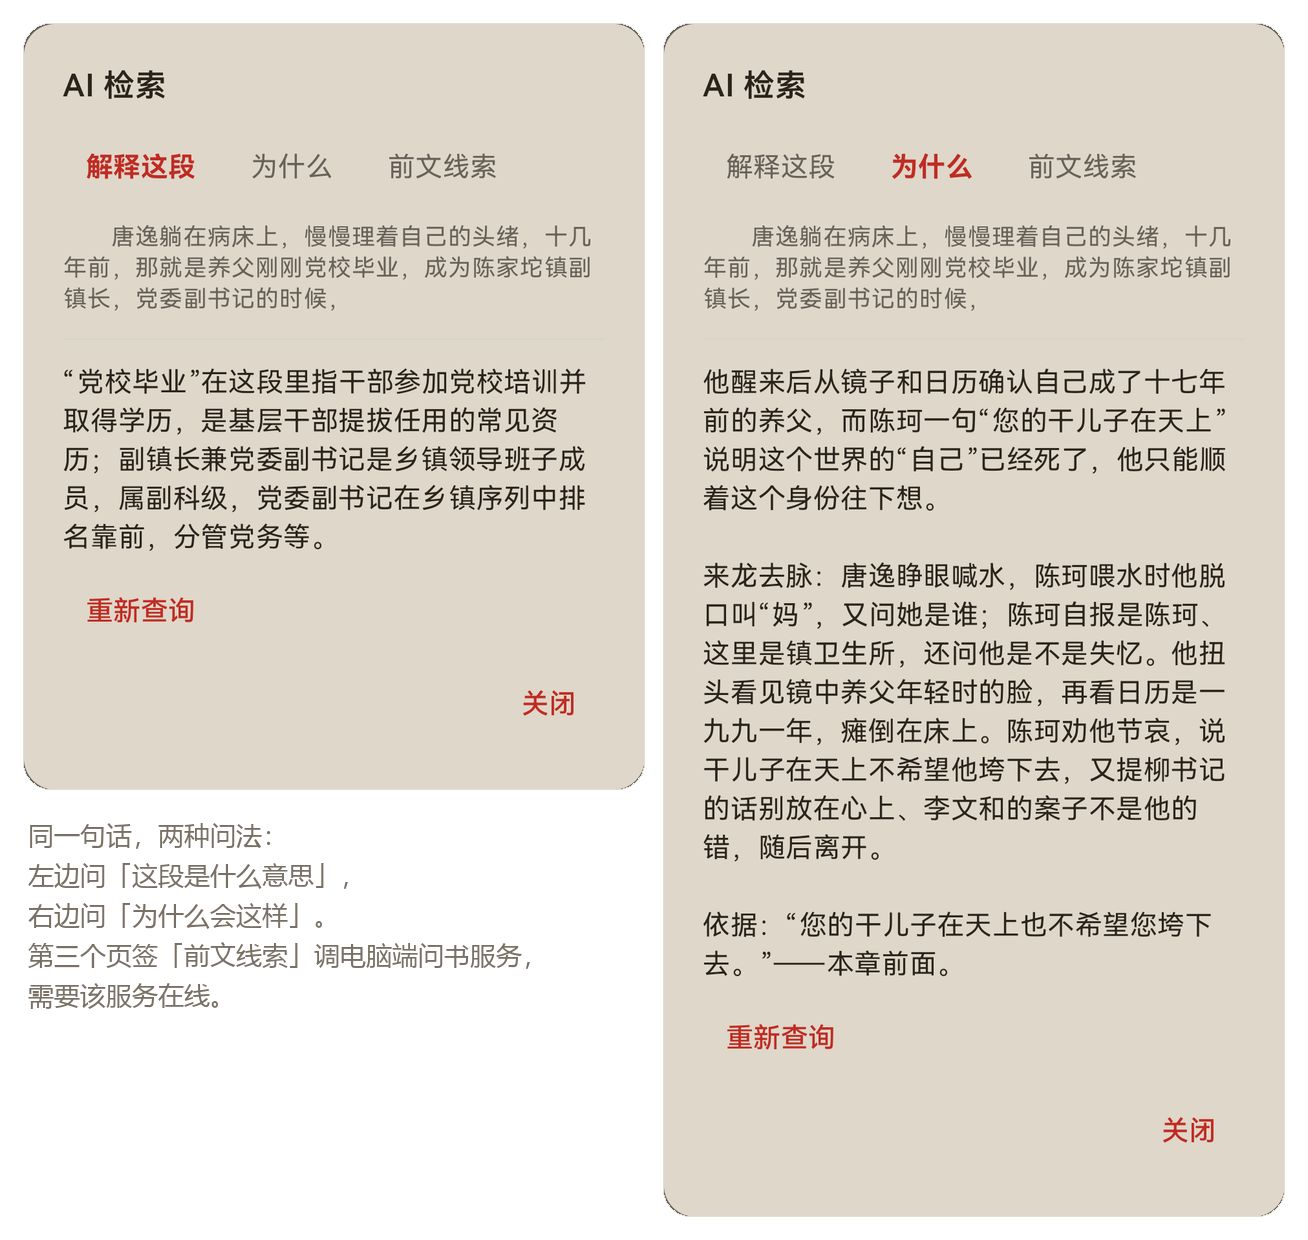 AI 检索
解释这段 为什么 前文线索
唐逸躺在病床上，慢慢理着自己的头绪，十几
年前，那就是养父刚刚党校毕业，成为陈家坨镇副
镇长，党委副书记的时候，
“党校毕业”在这段里指干部参加党校培训并
取得学历，是基层干部提拔任用的常见资
历；副镇长兼党委副书记是乡镇领导班子成
员，属副科级，党委副书记在乡镇序列中排
名靠前，分管党务等。
重新查询
关闭
同一句话，两种问法：
左边问「这段是什么意思」，
右边问「为什么会这样」。
第三个页签「前文线索」调电脑端问书服务，
需要该服务在线。
AI 检索
解释这段 为什么 前文线索
唐逸躺在病床上，慢慢理着自己的头绪，十几
年前，那就是养父刚刚党校毕业，成为陈家坨镇副
镇长，党委副书记的时候，
他醒来后从镜子和日历确认自己成了十七年
前的养父，而陈珂一句“您的干儿子在天上”
说明这个世界的“自己”已经死了，他只能顺
着这个身份往下想。
来龙去脉：唐逸睁眼喊水，陈珂喂水时他脱
口叫“妈”，又问她是谁；陈珂自报是陈珂、
这里是镇卫生所，还问他是不是失忆。他扭
头看见镜中养父年轻时的脸，再看日历是一
九九一年，瘫倒在床上。陈珂劝他节哀，说
干儿子在天上不希望他垮下去，又提柳书记
的话别放在心上、李文和的案子不是他的
错，随后离开。
依据：“您的干儿子在天上也不希望您垮下
去。”——本章前面。
重新查询
关闭